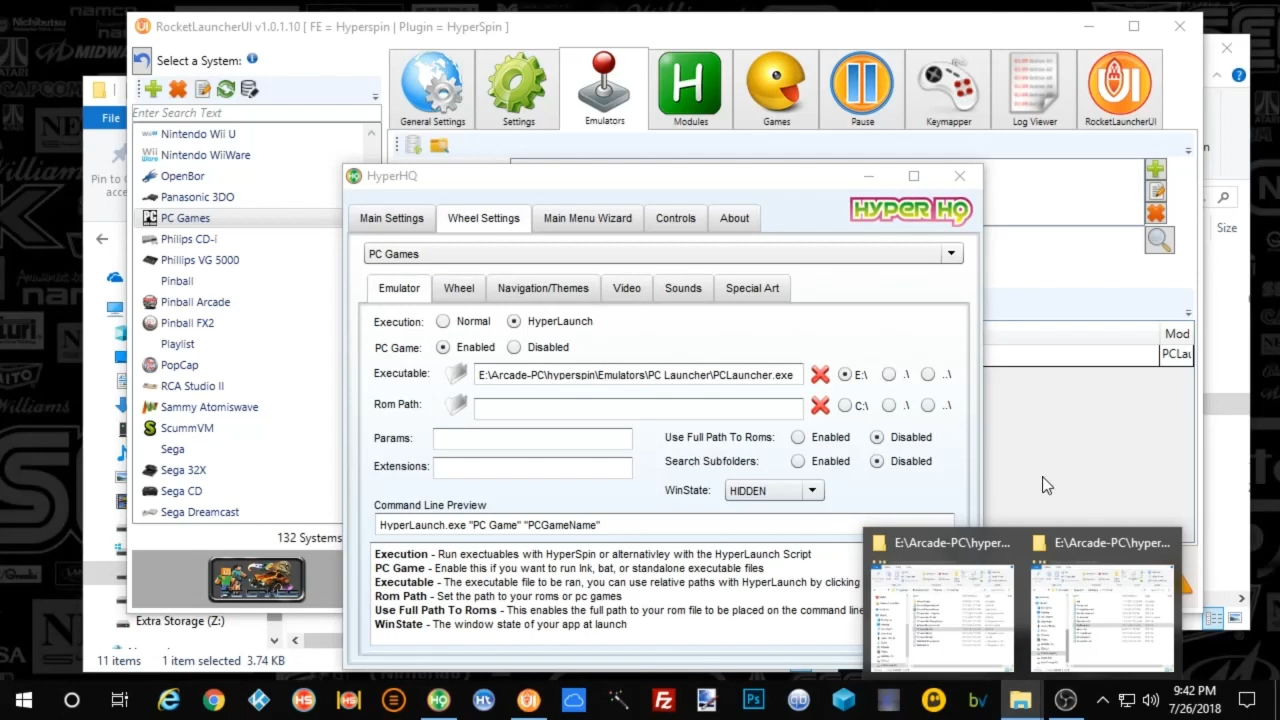 RocketLauncherUI v1.0.1.10 [ FE = Hyperspin | Plugin = HyperSpin ]
Select a System:
Enter Search Text
Nintendo Wii U
Nintendo WiiWare
OpenBor
Panasonic 3DO
PC Games
Philips CD-i
Philips VG 5000
Pinball
Pinball Arcade
Pinball FX2
Playlist
PopCap
RCA Studio II
Sammy Atomiswave
ScummVM
Sega
Sega 32X
Sega CD
Sega Dreamcast
132 Systems
General Settings
Settings
Emulators
Modules
Games
Pause
Keymapper
Log Viewer
RocketLauncherUI
File
Pin to
Size
Mod
PCLau
HyperHQ
Main Settings
Wheel Settings
Main Menu Wizard
Controls
About
HYPER HQ
PC Games
Emulator
Wheel
Navigation/Themes
Video
Sounds
Special Art
Execution: Normal HyperLaunch
PC Game: Enabled Disabled
Executable: E:\Arcade-PC\hyperspin\Emulators\PC Launcher\PCLauncher.exe E:\ .\ ..\
Rom Path: C:\ .\ ..\
Params:
Use Full Path To Roms: Enabled Disabled
Extensions:
Search Subfolders: Enabled Disabled
WinState: HIDDEN
Command Line Preview
HyperLaunch.exe "PC Game" "PCGameName"
Execution - Run exectuables with HyperSpin or alternativley with the HyperLaunch Script
PC Game - Enable this if you want to run lnk, bat, or standalone executable files
Executable - The executable file to be ran, you can use relative paths with HyperLaunch by clicking
Rom Path - Set the path to your roms or pc games
Use Full Path To Roms - This enables the full path to your rom file to be placed on the command line
WinState - The window state of your app at launch
E:\Arcade-PC\hyper...
E:\Arcade-PC\hyper...
Extra Storage (Z:)
11 items 1 item selected 3.74 KB
9:42 PM
7/26/2018